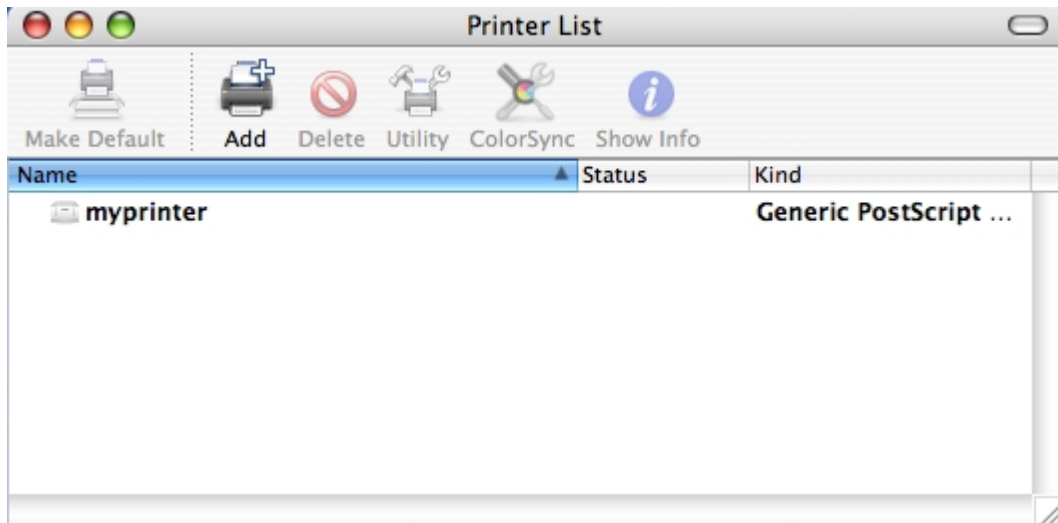 Printer List
Make Default Add Delete Utility ColorSync Show Info
Name Status Kind
myprinter Generic PostScript ...